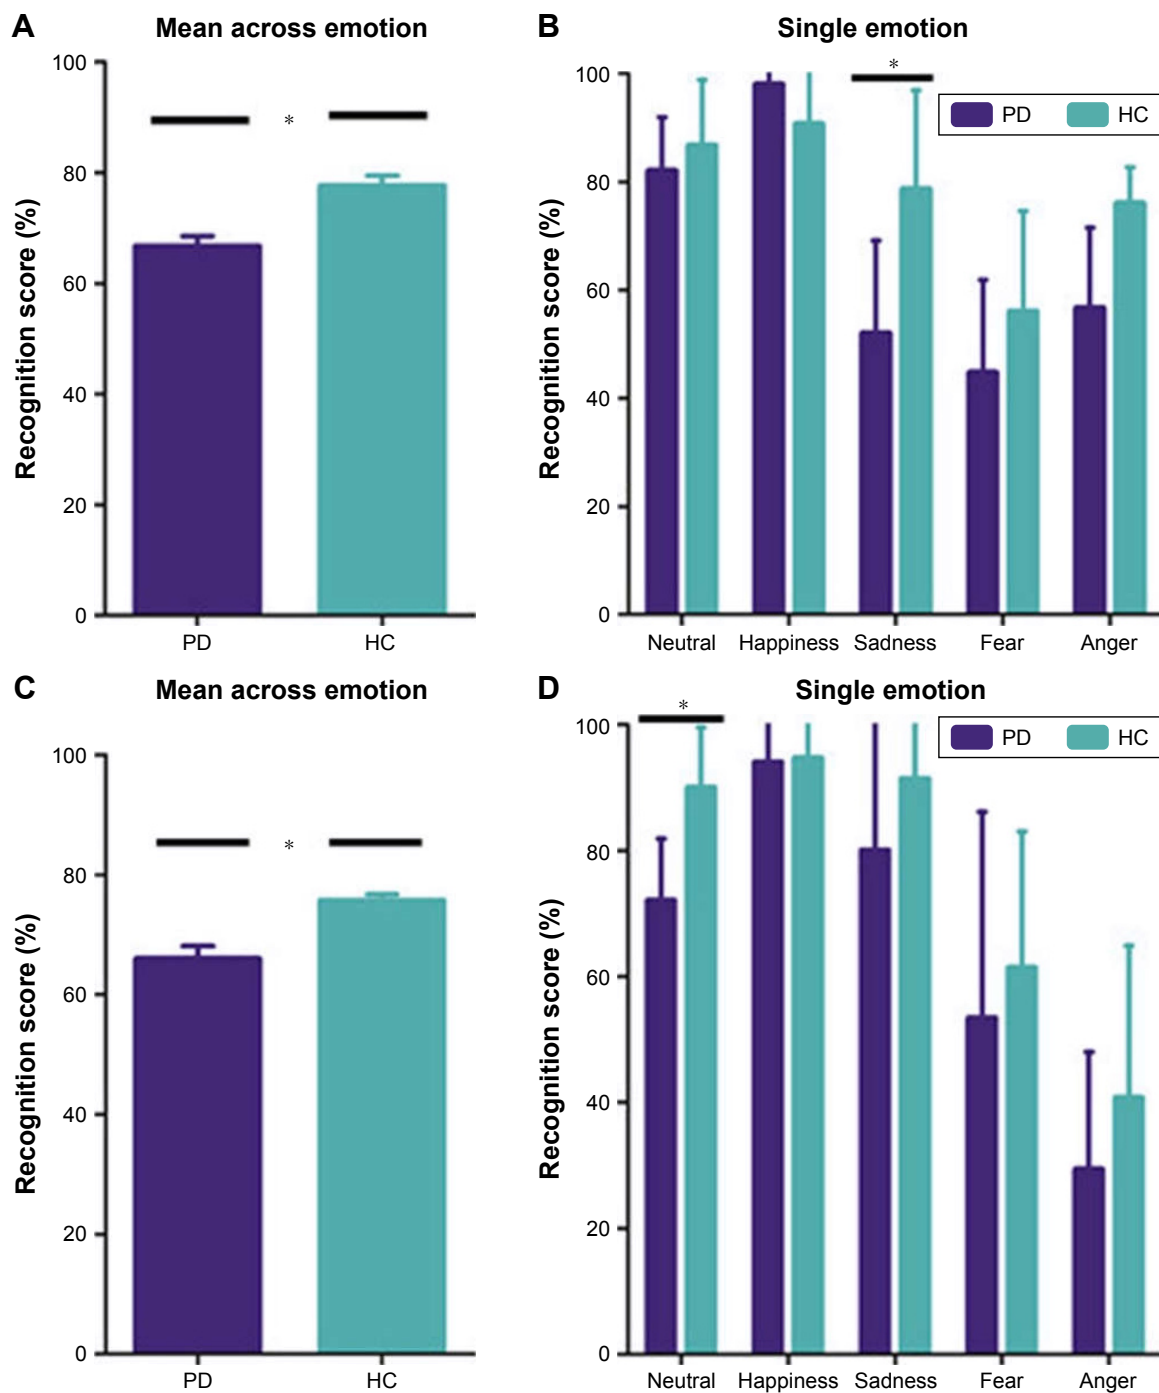 A Mean across emotion
Recognition score (%)
100
80
60
40
20
0
*
PD HC
B Single emotion
Recognition score (%)
100
80
60
40
20
0
*
PD HC
Neutral Happiness Sadness Fear Anger
C Mean across emotion
Recognition score (%)
100
80
60
40
20
0
*
PD HC
D Single emotion
Recognition score (%)
100
80
60
40
20
0
*
PD HC
Neutral Happiness Sadness Fear Anger